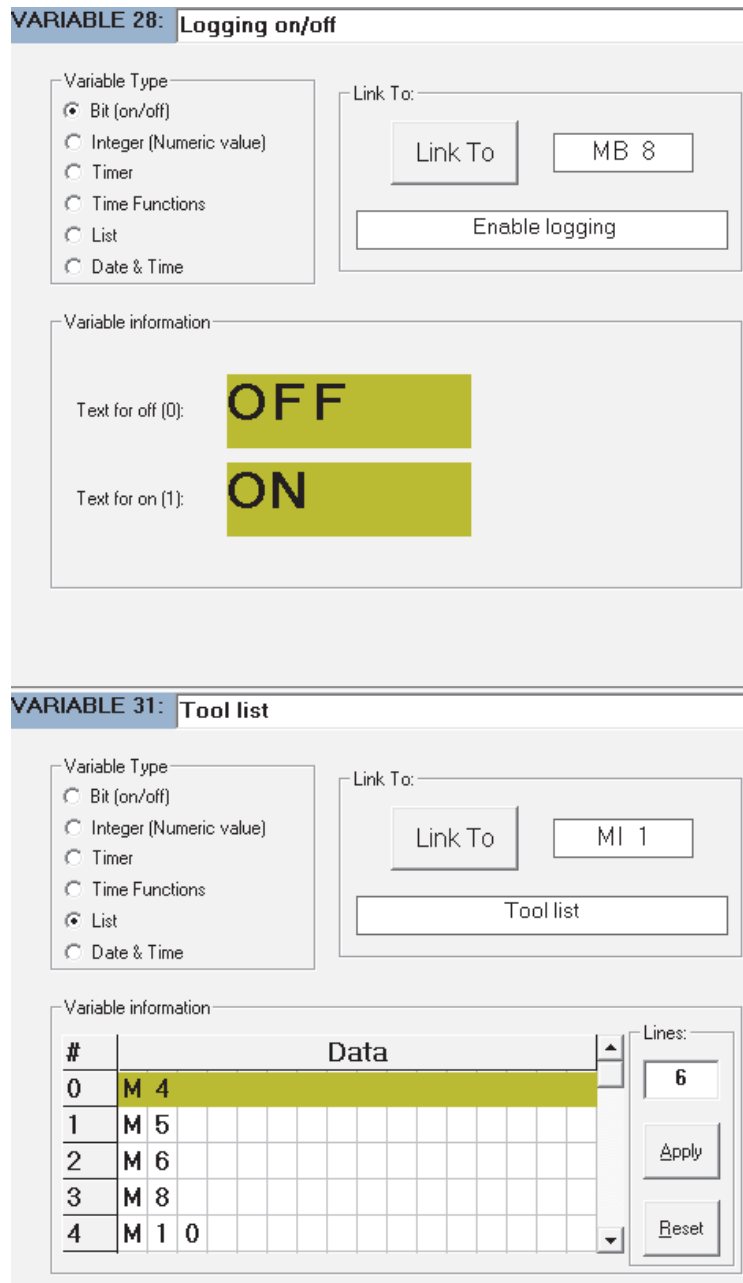 VARIABLE 28: Logging on/off
Variable Type
Bit (on/off)
Integer (Numeric value)
Timer
Time Functions
List
Date & Time
Link To:
Link To MB 8
Enable logging
Variable information
Text for off (0): OFF
Text for on (1): ON
VARIABLE 31: Tool list
Variable Type
Bit (on/off)
Integer (Numeric value)
Timer
Time Functions
List
Date & Time
Link To:
Link To MI 1
Tool list
Variable information
# Data
0 M 4
1 M 5
2 M 6
3 M 8
4 M 1 0
Lines:
6
Apply
Reset